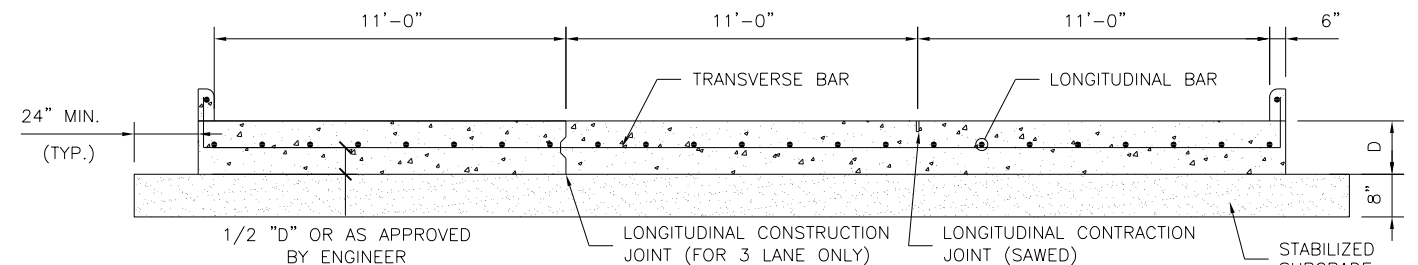 11'-0"
11'-0"
11'-0"
6"
TRANSVERSE BAR
LONGITUDINAL BAR
24" MIN.
(TYP.)
D
8"
1/2 "D" OR AS APPROVED
BY ENGINEER
LONGITUDINAL CONSTRUCTION
JOINT (FOR 3 LANE ONLY)
LONGITUDINAL CONTRACTION
JOINT (SAWED)
STABILIZED